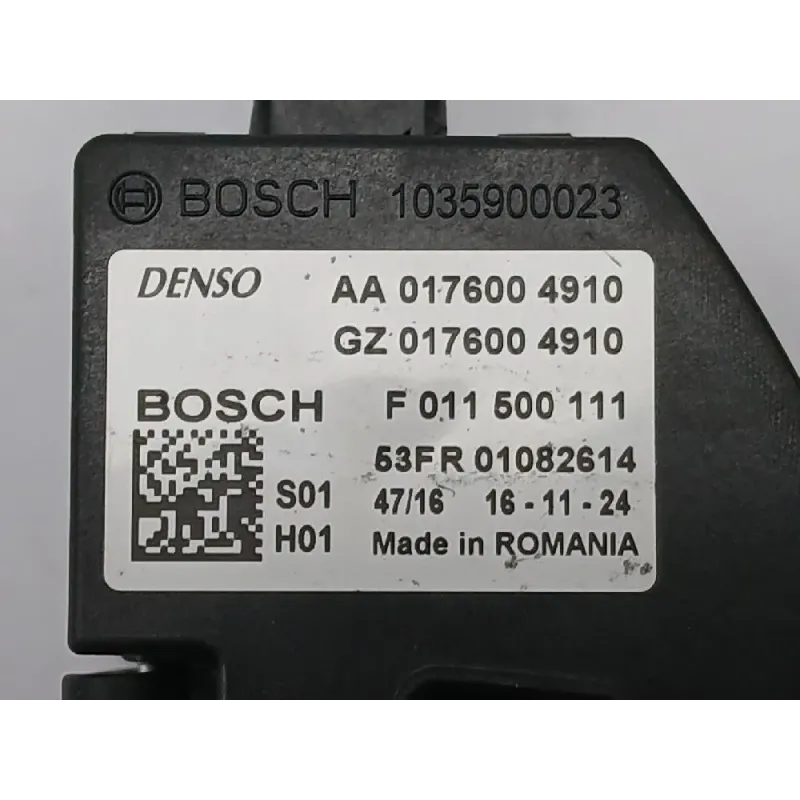 BOSCH 1035900023
DENSO AA 017600 4910
GZ 017600 4910
BOSCH F 011 500 111
53FR 01082614
S01 47/16 16 - 11 - 24
H01 Made in ROMANIA